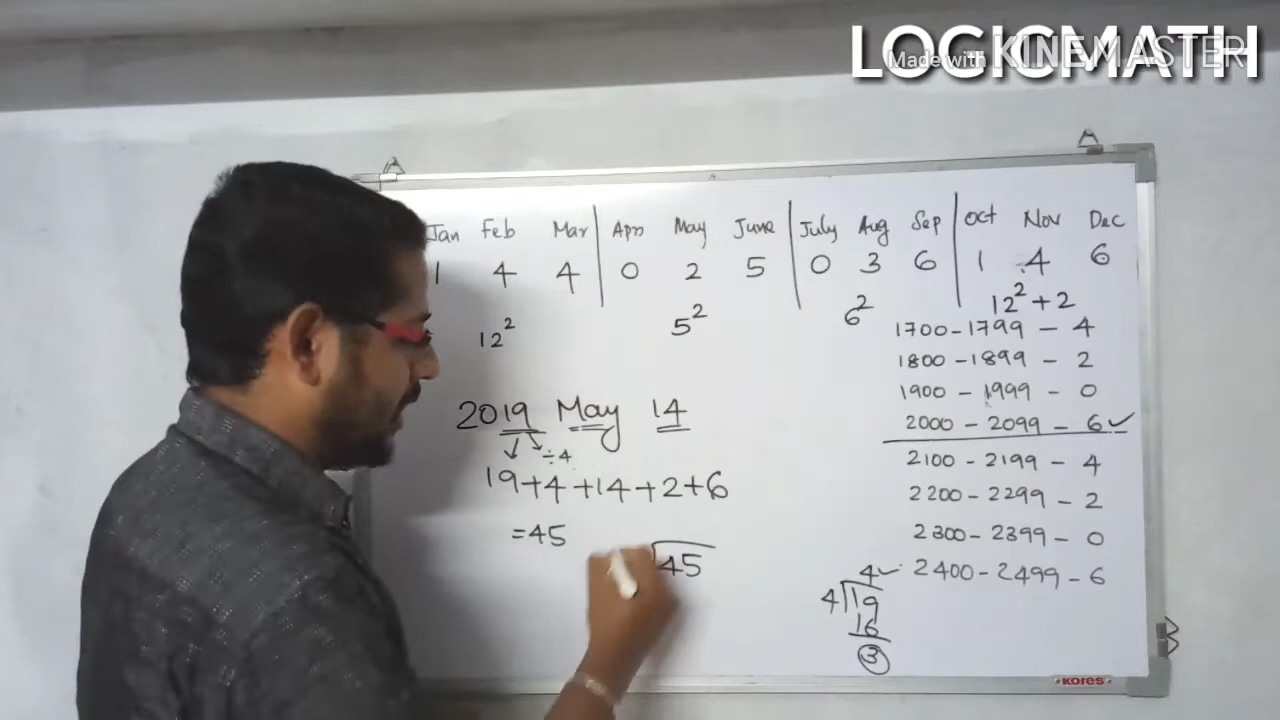 LOGICMATH
Made with KINEMASTER
Jan Feb Mar Apr May June July Aug Sep Oct Nov Dec
1 4 4 0 2 5 0 3 6 1 4 6
12² 5² 6² 12²+2
1700-1799-4
1800-1899-2
1900-1999-0
2000-2099-6✓
2100-2199-4
2200-2299-2
2300-2399-0
2400-2499-6
2019 May 14
÷4
19+4+14+2+6
=45
45
4✓
4 19
16
3
KORES